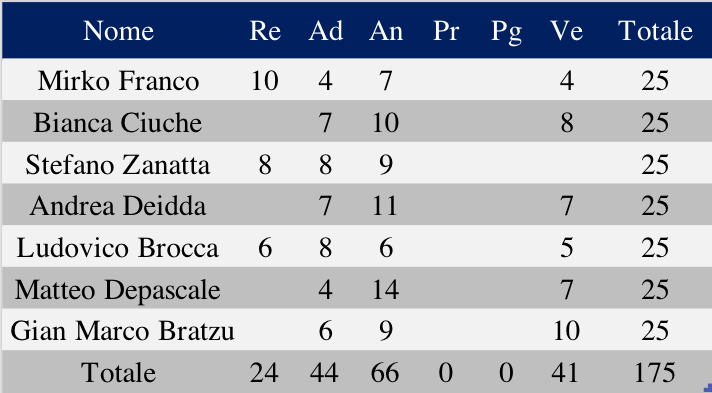 Nome Re Ad An Pr Pg Ve Totale
Mirko Franco 10 4 7 4 25
Bianca Ciuche 7 10 8 25
Stefano Zanatta 8 8 9 25
Andrea Deidda 7 11 7 25
Ludovico Brocca 6 8 6 5 25
Matteo Depascale 4 14 7 25
Gian Marco Bratzu 6 9 10 25
Totale 24 44 66 0 0 41 175